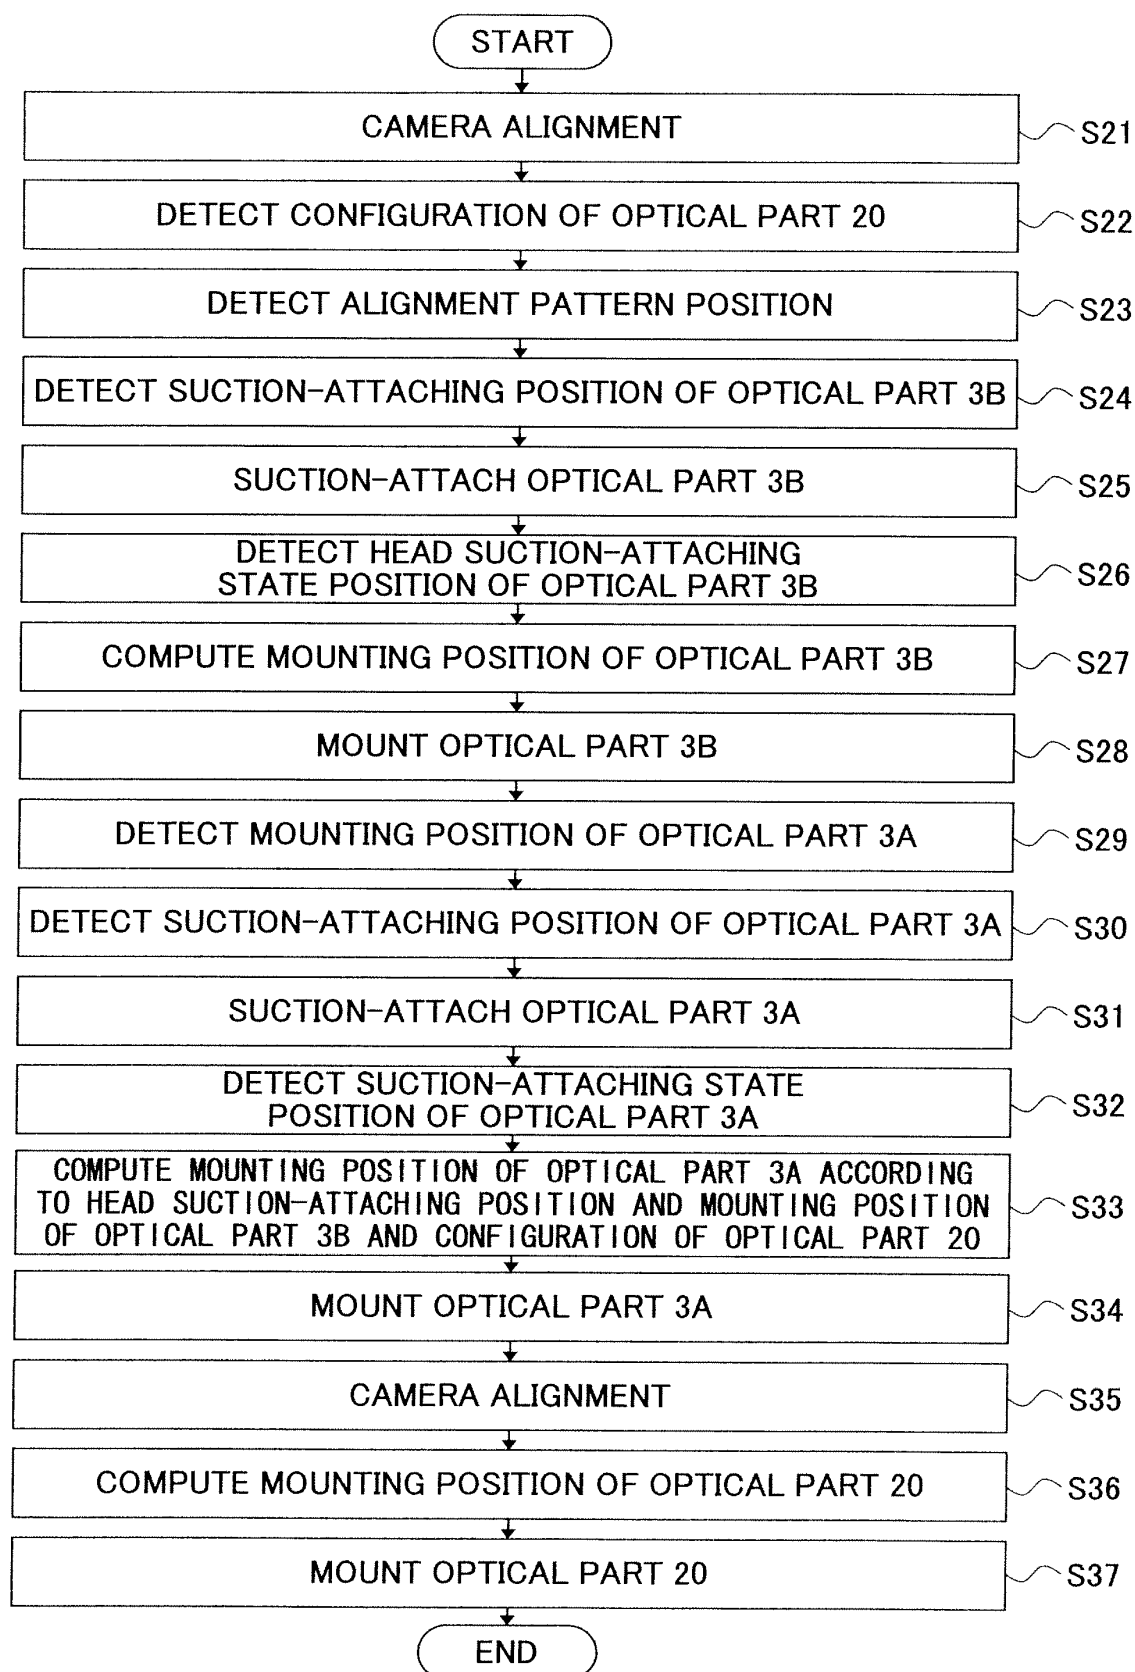 START
CAMERA ALIGNMENT
S21
DETECT CONFIGURATION OF OPTICAL PART 20
S22
DETECT ALIGNMENT PATTERN POSITION
S23
DETECT SUCTION-ATTACHING POSITION OF OPTICAL PART 3B
S24
SUCTION-ATTACH OPTICAL PART 3B
S25
DETECT HEAD SUCTION-ATTACHING
STATE POSITION OF OPTICAL PART 3B
S26
COMPUTE MOUNTING POSITION OF OPTICAL PART 3B
S27
MOUNT OPTICAL PART 3B
S28
DETECT MOUNTING POSITION OF OPTICAL PART 3A
S29
DETECT SUCTION-ATTACHING POSITION OF OPTICAL PART 3A
S30
SUCTION-ATTACH OPTICAL PART 3A
S31
DETECT SUCTION-ATTACHING STATE
POSITION OF OPTICAL PART 3A
S32
COMPUTE MOUNTING POSITION OF OPTICAL PART 3A ACCORDING
TO HEAD SUCTION-ATTACHING POSITION AND MOUNTING POSITION
OF OPTICAL PART 3B AND CONFIGURATION OF OPTICAL PART 20
S33
MOUNT OPTICAL PART 3A
S34
CAMERA ALIGNMENT
S35
COMPUTE MOUNTING POSITION OF OPTICAL PART 20
S36
MOUNT OPTICAL PART 20
S37
END